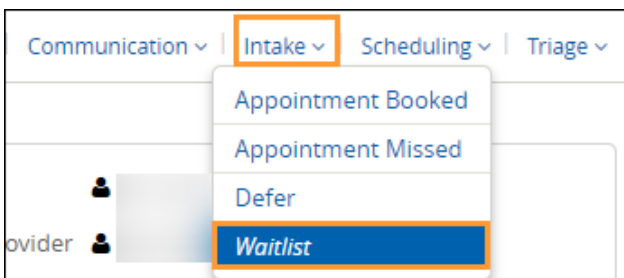 Communication Intake Scheduling Triage
Appointment Booked
Appointment Missed
Defer
ovider
Waitlist